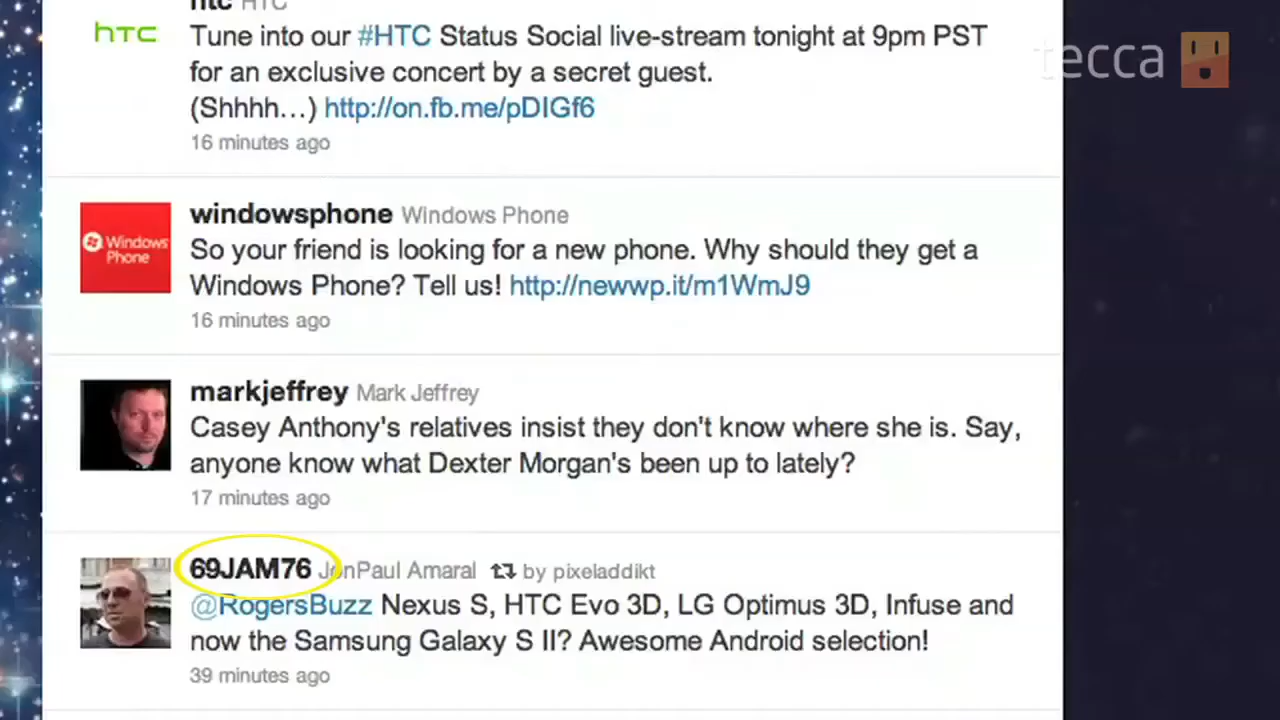 htc HTC
hTC
Tune into our #HTC Status Social live-stream tonight at 9pm PST
for an exclusive concert by a secret guest.
(Shhhh...) http://on.fb.me/pDIGf6
16 minutes ago
tecca
windowsphone Windows Phone
Windows
Phone
So your friend is looking for a new phone. Why should they get a
Windows Phone? Tell us! http://newwp.it/m1WmJ9
16 minutes ago
markjeffrey Mark Jeffrey
Casey Anthony's relatives insist they don't know where she is. Say,
anyone know what Dexter Morgan's been up to lately?
17 minutes ago
69JAM76 JonPaul Amaral by pixeladdikt
@RogersBuzz Nexus S, HTC Evo 3D, LG Optimus 3D, Infuse and
now the Samsung Galaxy S II? Awesome Android selection!
39 minutes ago